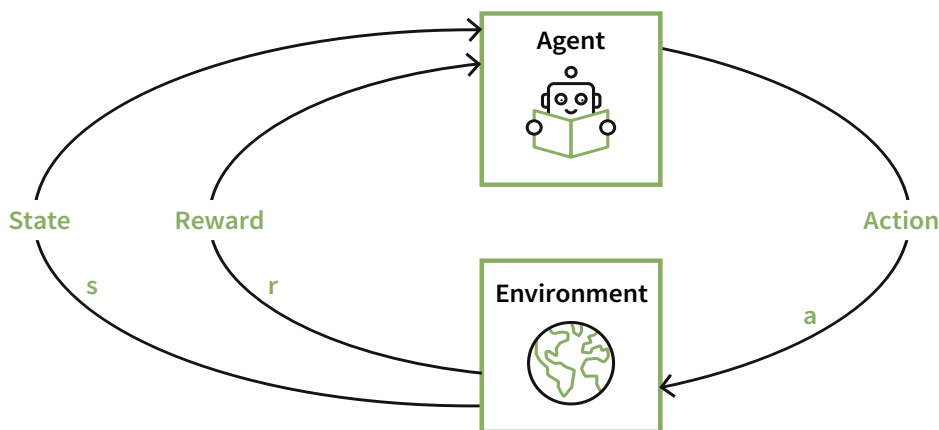 Agent
State
Reward
Action
s
r
Environment
a